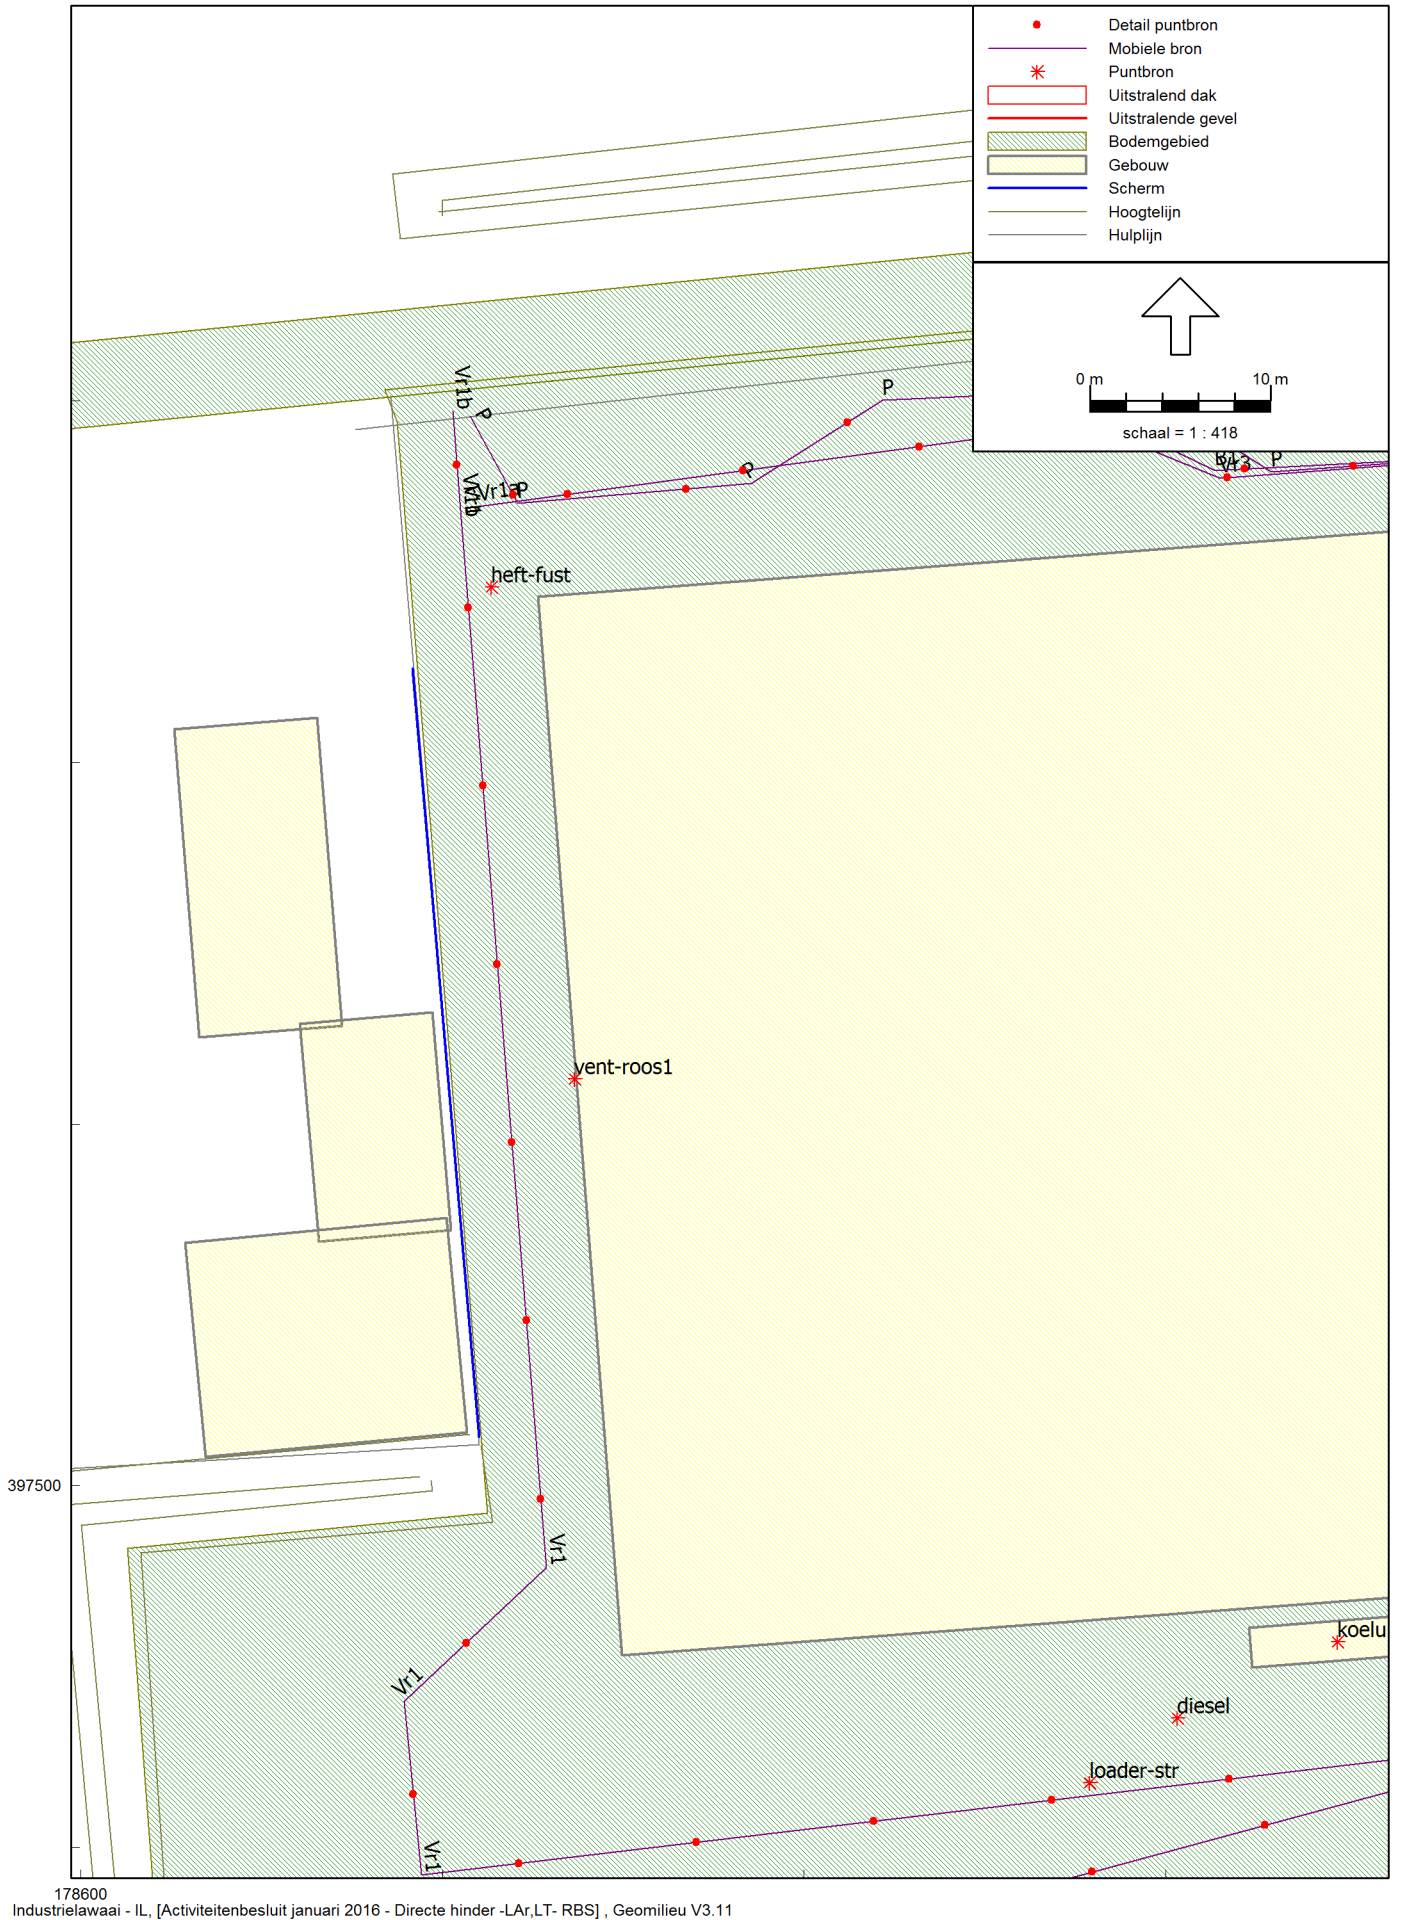 Detail puntbron
Mobiele bron
Puntbron
Uitstralend dak
Uitstralende gevel
Bodemgebied
Gebouw
Scherm
Hoogtelijn
Hulplijn
0 m 10 m
schaal = 1 : 418
Vr1b
P
P
P
Vr1a
P
Vr3
P
heft-fust
vent-roos1
397500
Vr1
koelu
Vr1
diesel
loader-str
Vr1
178600
Industrielawaai - IL, [Activiteitenbesluit januari 2016 - Directe hinder -LAr,LT- RBS] , Geomilieu V3.11